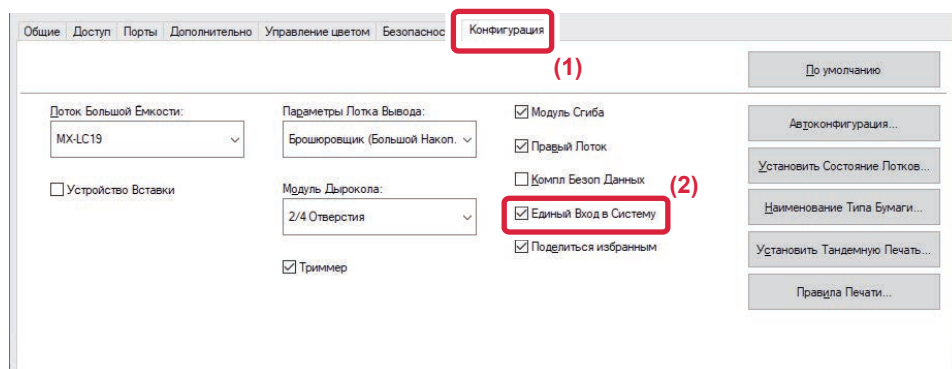 Общие Доступ Порты Дополнительно Управление цветом Безопаснос Конфигурация
(1)
По умолчанию
Лоток Большой Ёмкости:
MX-LC19
Устройство Вставки
Параметры Лотка Вывода:
Брошюровщик (Большой Накоп.
Модуль Дырокола:
2/4 Отверстия
Триммер
Модуль Сгиба
Правый Лоток
Компл Безоп Данных
(2)
Единый Вход в Систему
Поделиться избранным
Автоконфигурация...
Установить Состояние Лотков...
Наименование Типа Бумаги...
Установить Тандемную Печать...
Правила Печати...